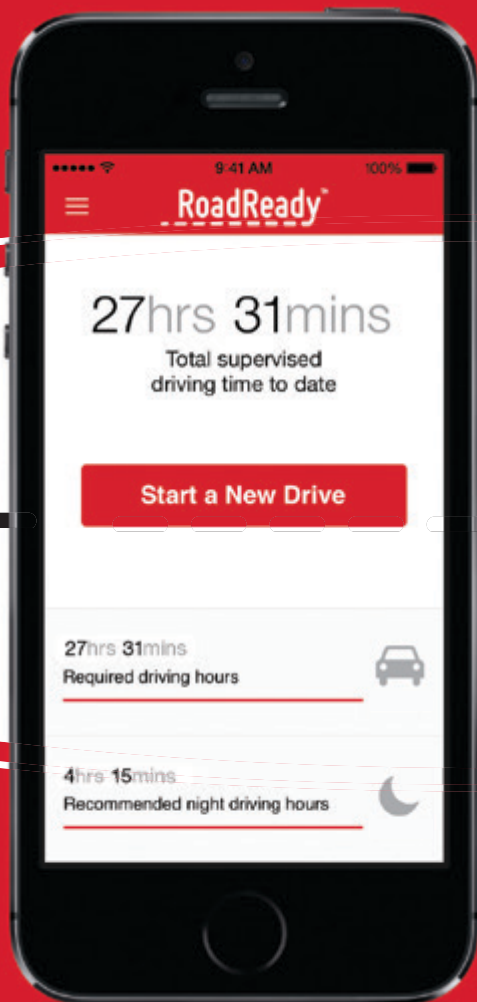 9:41 AM
100%
RoadReady™
27hrs 31mins
Total supervised
driving time to date
Start a New Drive
27hrs 31mins
Required driving hours
4hrs 15mins
Recommended night driving hours